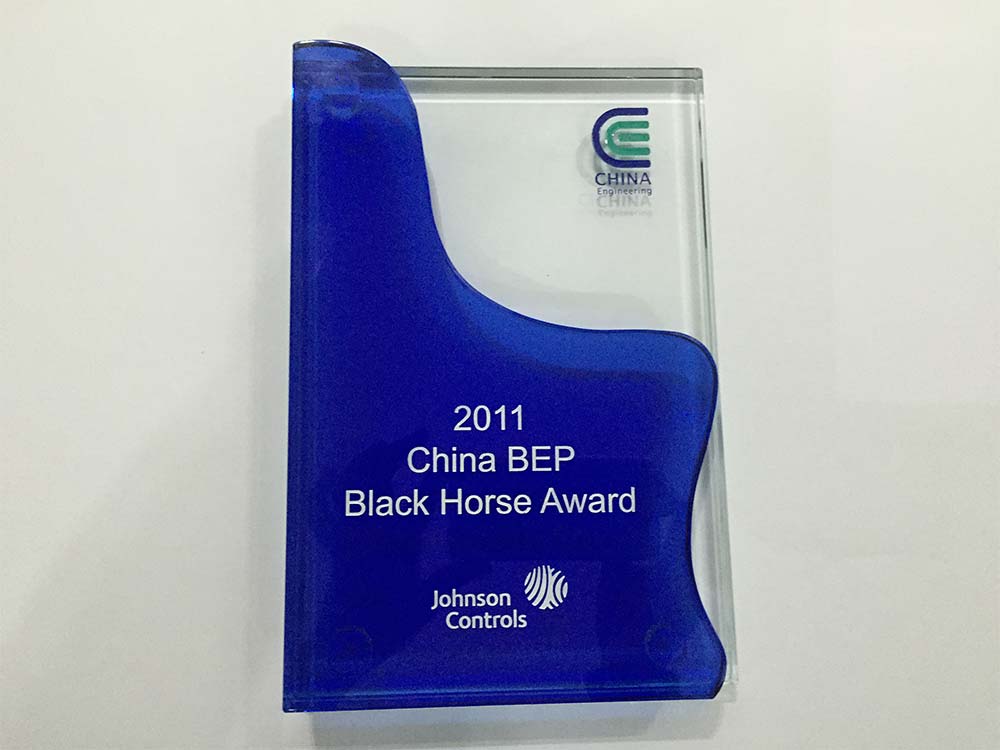 CHINA
Engineering
2011
China BEP
Black Horse Award
Johnson
Controls